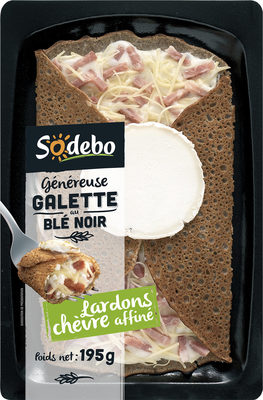 Sodebo
Généreuse
GALETTE
au
BLÉ NOIR
Lardons
chèvre affiné
Poids net : 195g